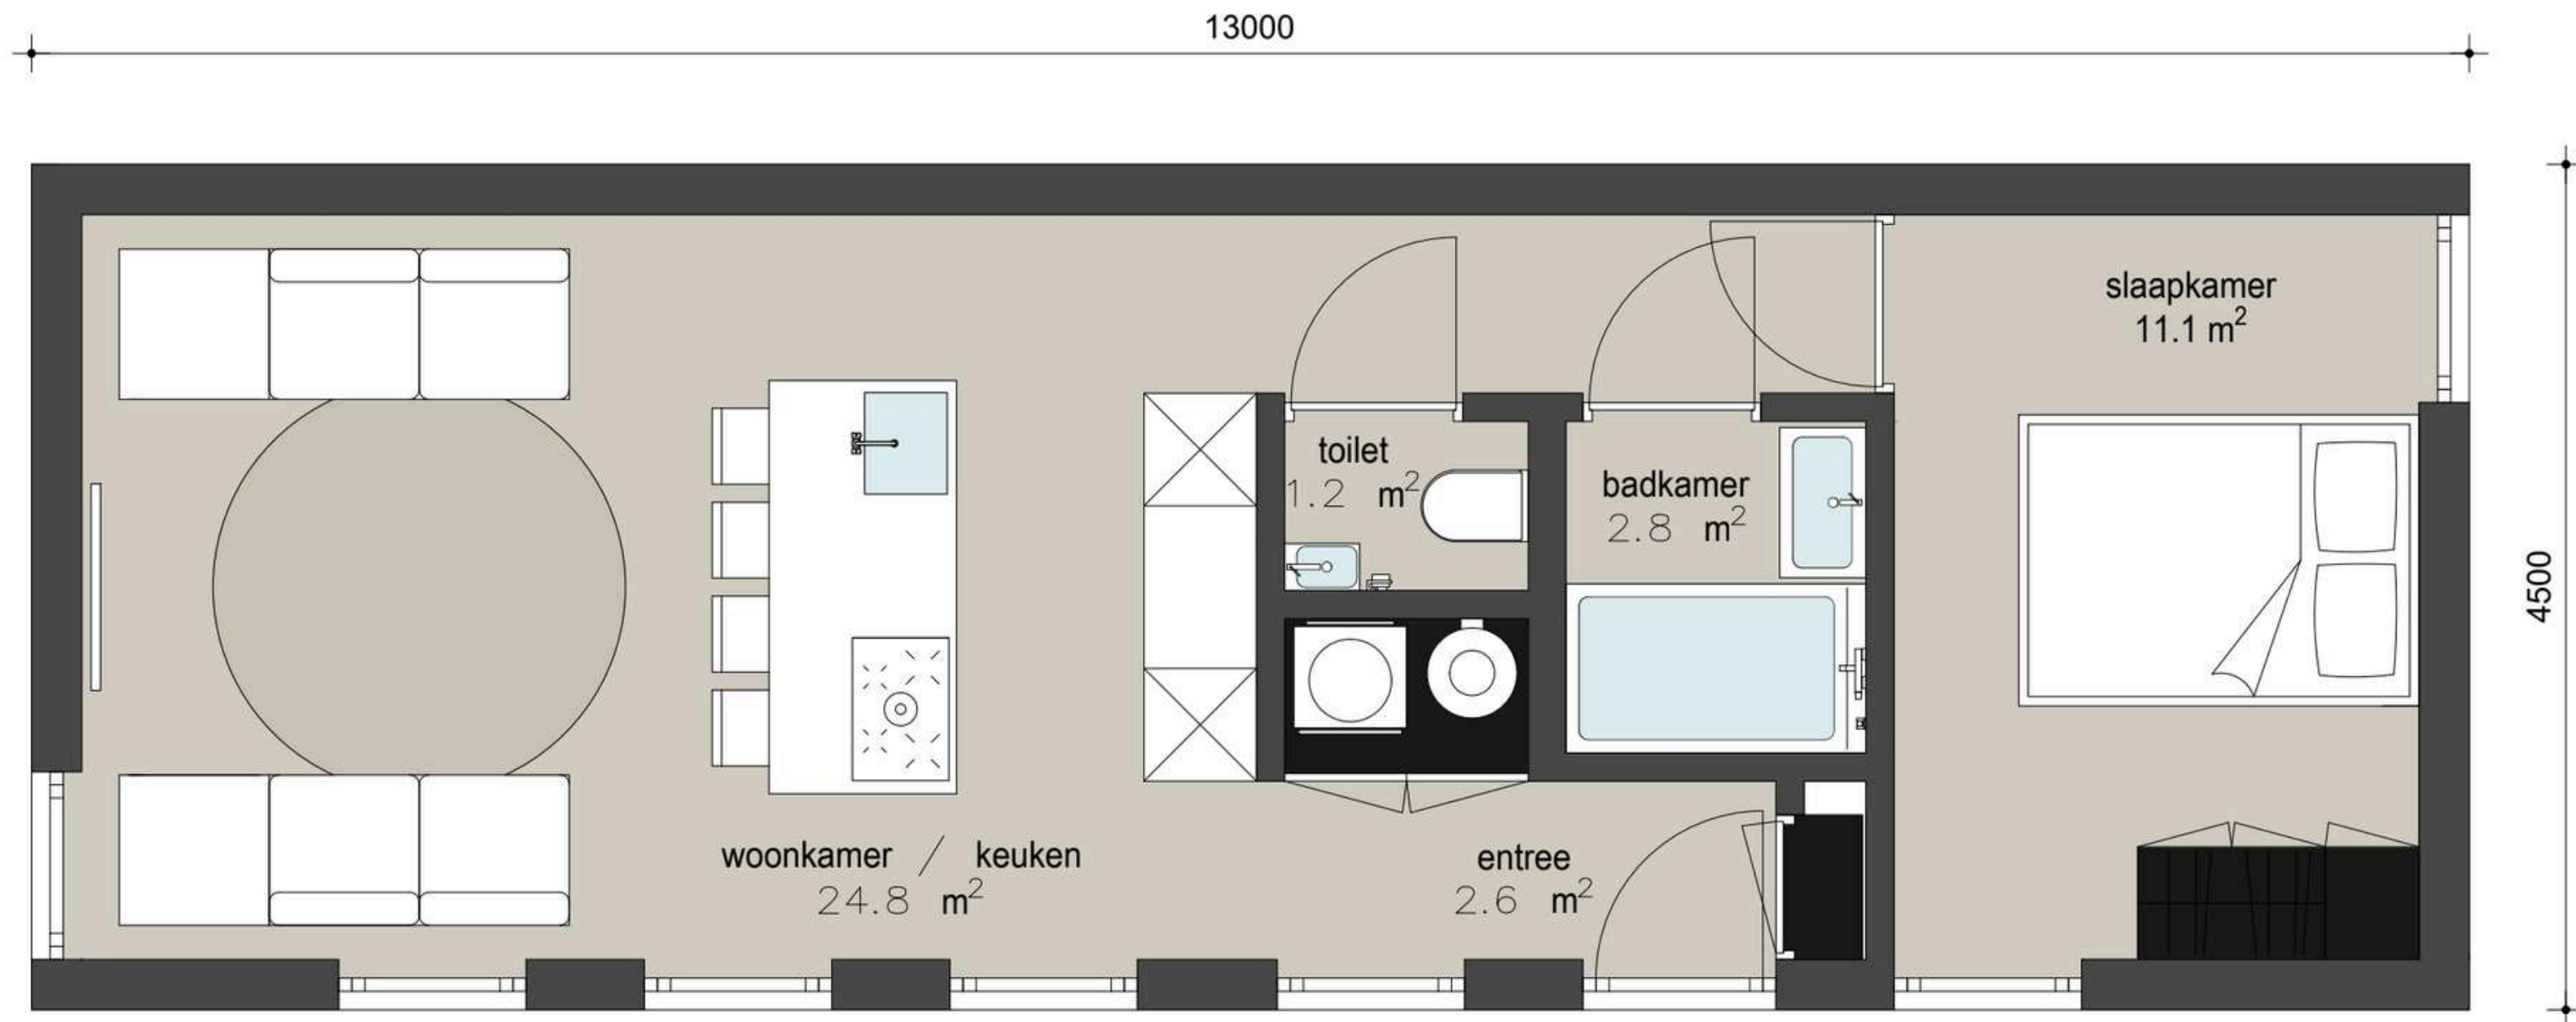 13000
slaapkamer
11.1 m²
toilet
1.2 m²
badkamer
2.8 m²
4500
woonkamer / keuken
24.8 m²
entree
2.6 m²